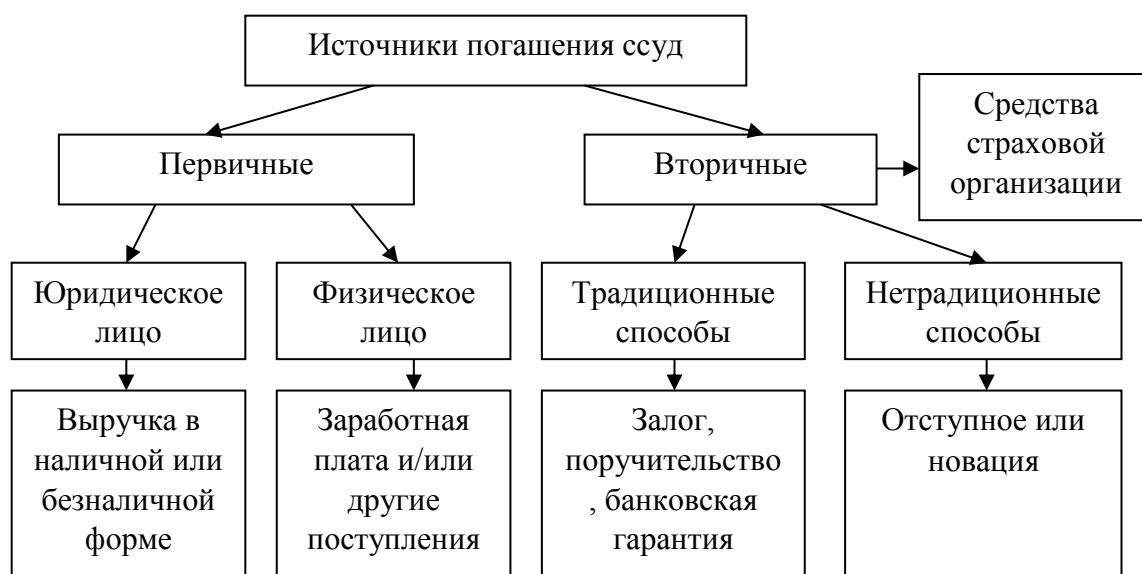 Источники погашения ссуд
Средства
страховой
организации
Первичные
Вторичные
Юридическое
лицо
Физическое
лицо
Традиционные
способы
Нетрадиционные
способы
Выручка в
наличной или
безналичной
форме
Заработная
плата и/или
другие
поступления
Залог,
поручительство
, банковская
гарантия
Отступное или
новация